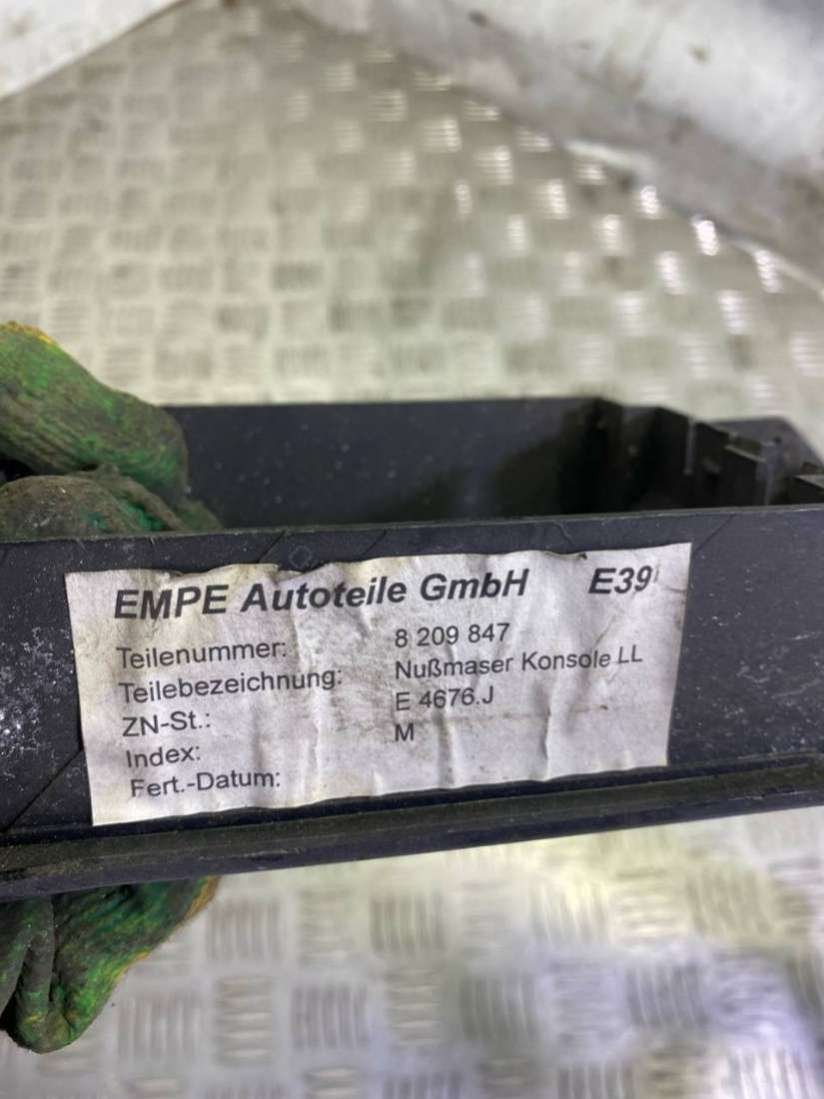 EMPE Autoteile GmbH E39
Teilenummer: 8 209 847
Teilebezeichnung: Nußmaser Konsole LL
ZN-St.: E 4676.J
Index: M
Fert.-Datum: